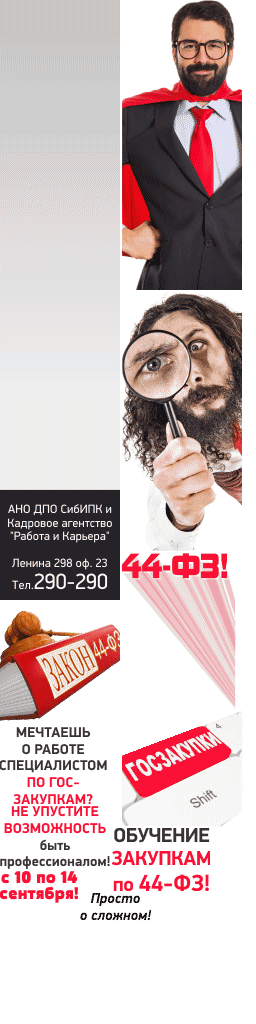 АНО ДПО СибИПК и
Кадровое агентство
"Работа и Карьера"
Ленина 298 оф. 23
Тел.290-290
44-ФЗ!
ЗАКОН 44-ФЗ
ГОСЗАКУПКИ
4
Shift
МЕЧТАЕШЬ
О РАБОТЕ
СПЕЦИАЛИСТОМ
ПО ГОС-
ЗАКУПКАМ?
НЕ УПУСТИТЕ
ВОЗМОЖНОСТЬ
быть
профессионалом!
с 10 по 14
сентября!
ОБУЧЕНИЕ
ЗАКУПКАМ
по 44-ФЗ!
Просто
о сложном!